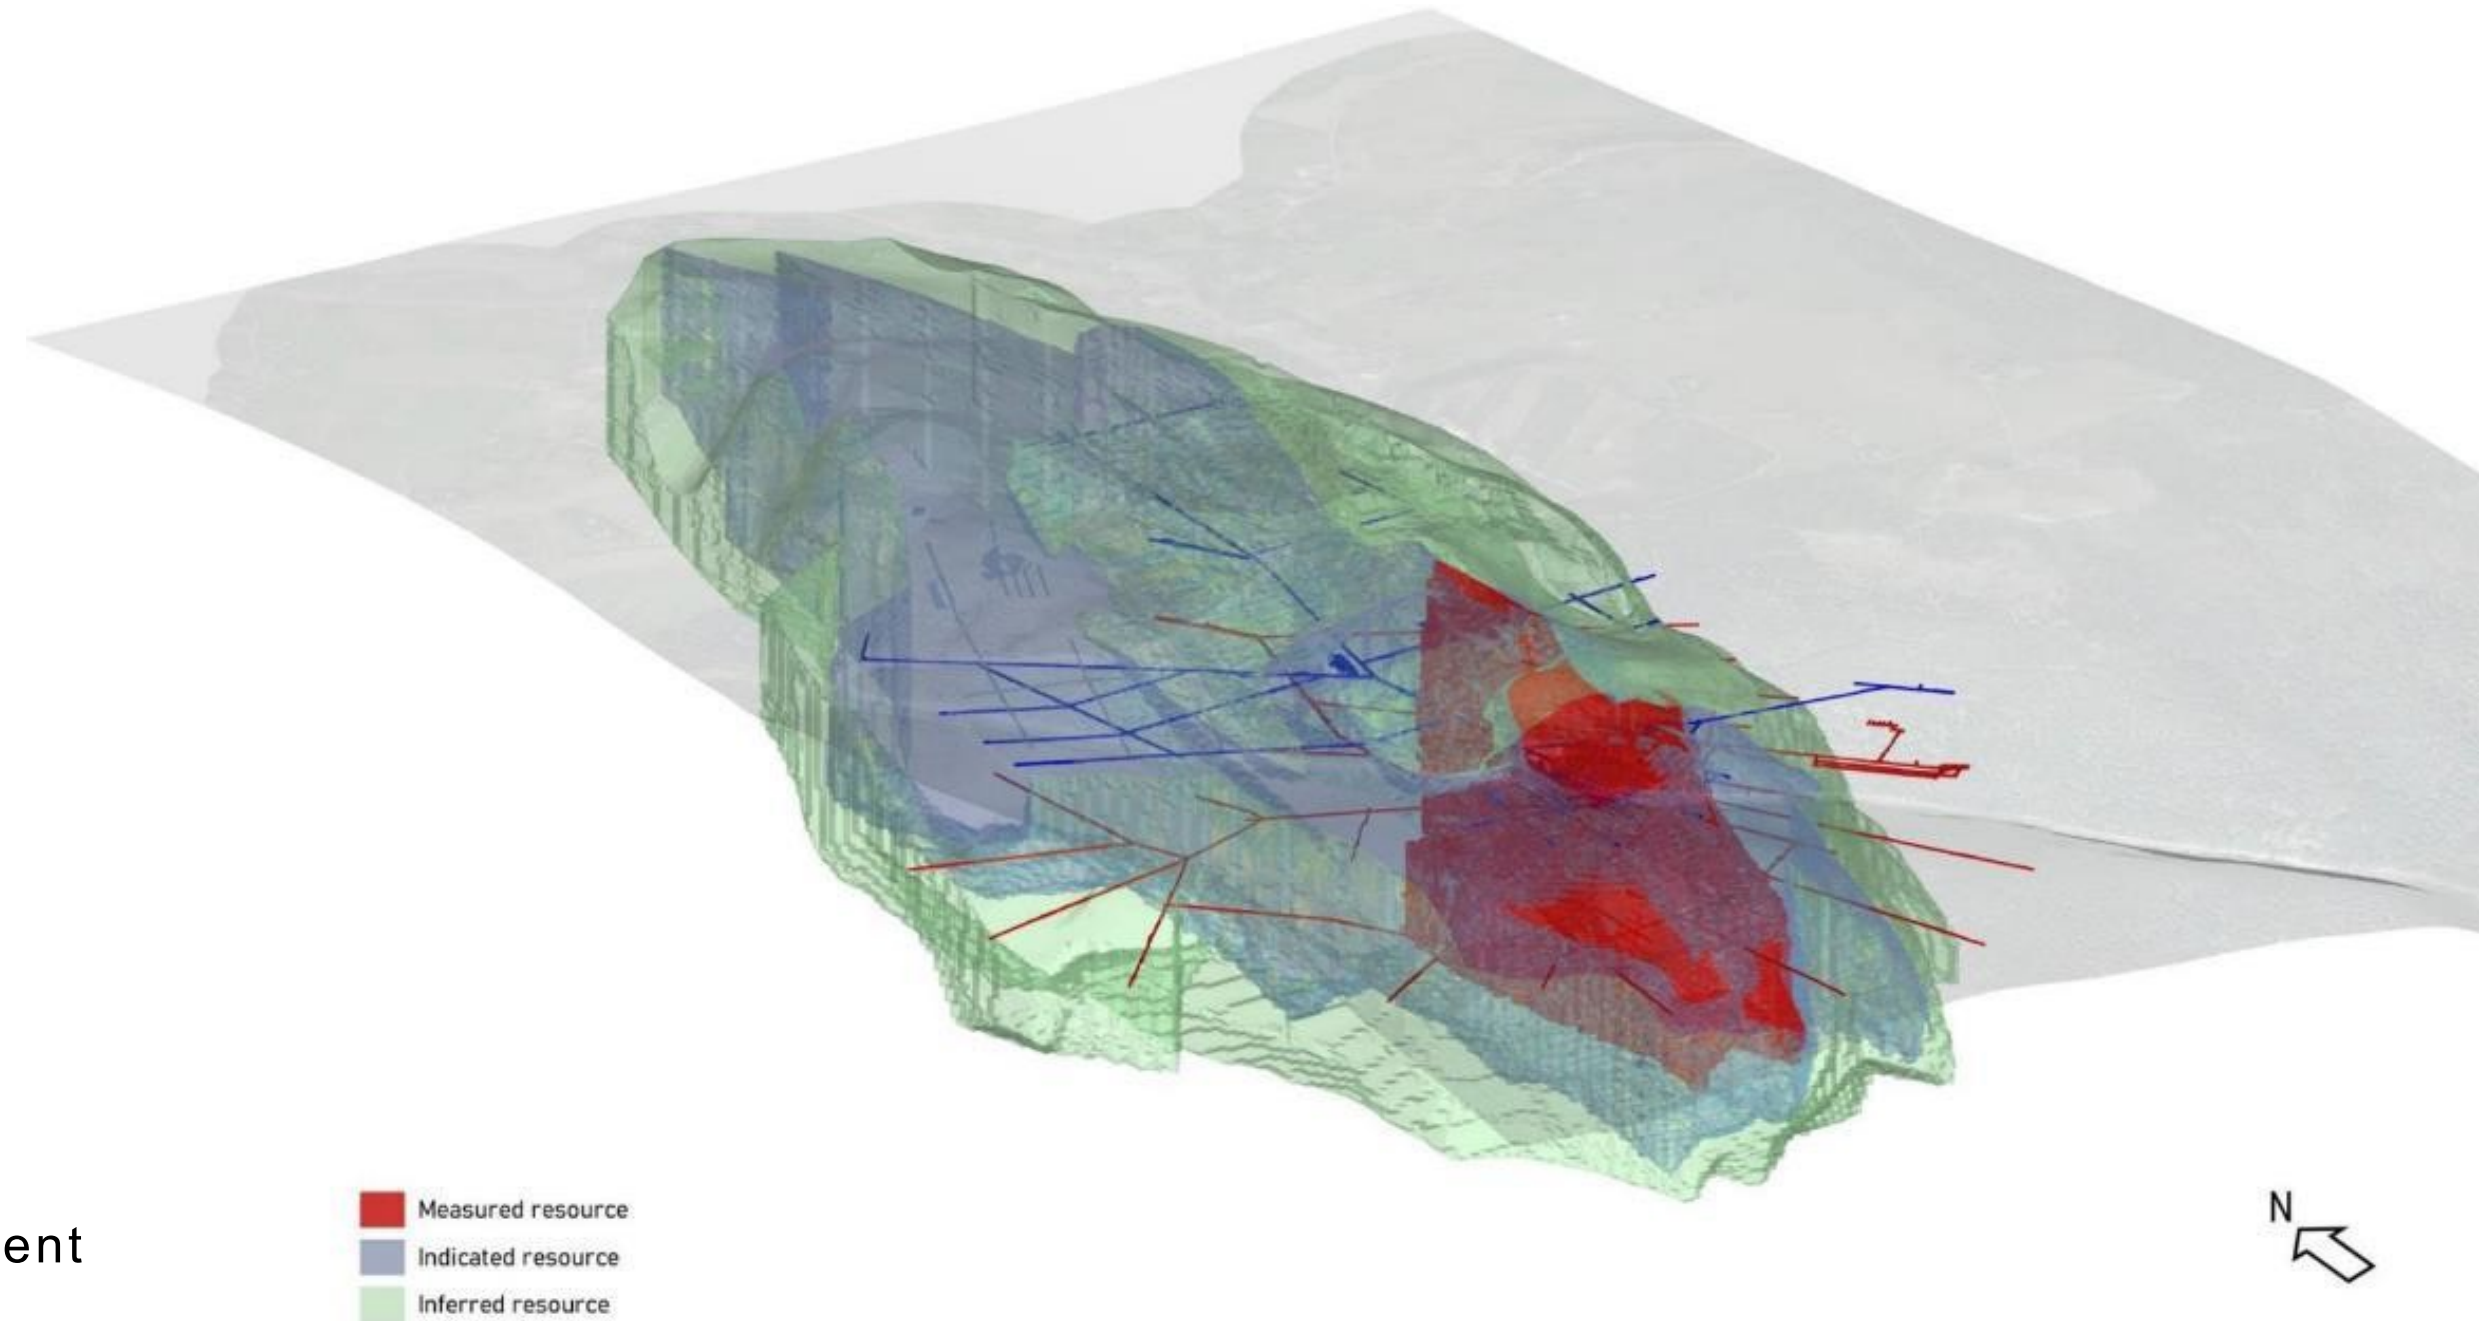 Measured resource
ent
Indicated resource
Inferred resource
N